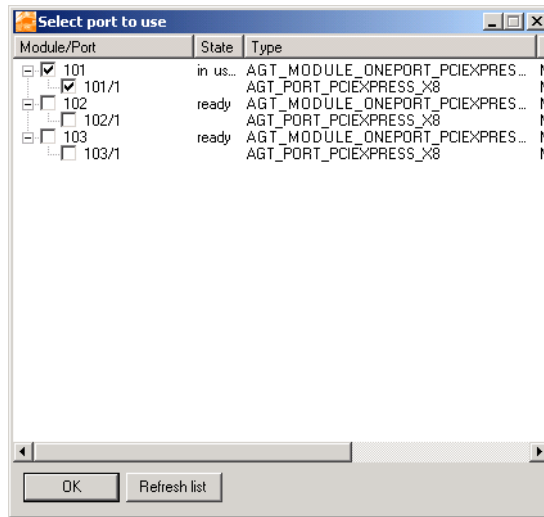 Select port to use
Module/Port State Type
101 in us... AGT_MODULE_ONEPORT_PCIEXPRES...
101/1 AGT_PORT_PCIEXPRESS_X8
102 ready AGT_MODULE_ONEPORT_PCIEXPRES...
102/1 AGT_PORT_PCIEXPRESS_X8
103 ready AGT_MODULE_ONEPORT_PCIEXPRES...
103/1 AGT_PORT_PCIEXPRESS_X8
OK Refresh list